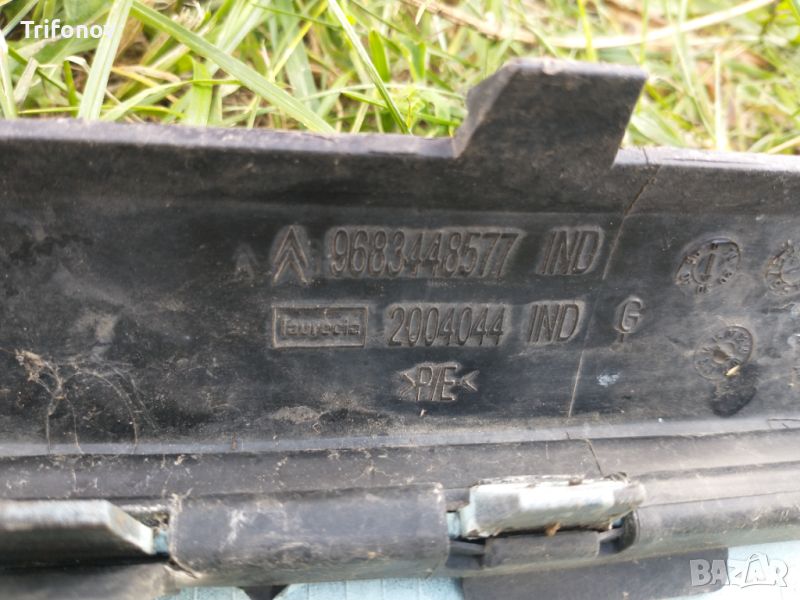 Trifonov
9683448577 IND
faurecia 2004044 IND G
>P/E<
BAZAR